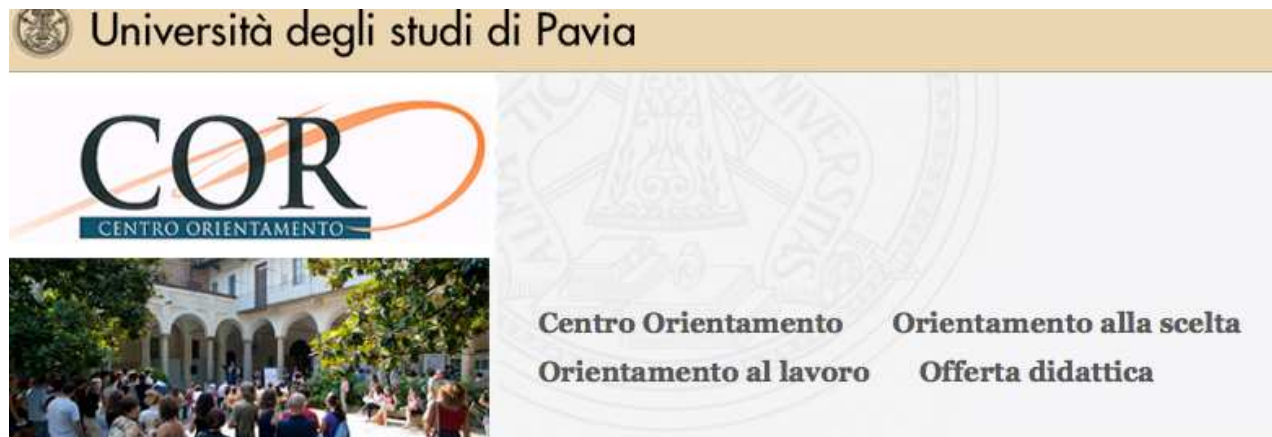 Università degli studi di Pavia
COR
CENTRO ORIENTAMENTO
Centro Orientamento Orientamento alla scelta
Orientamento al lavoro Offerta didattica